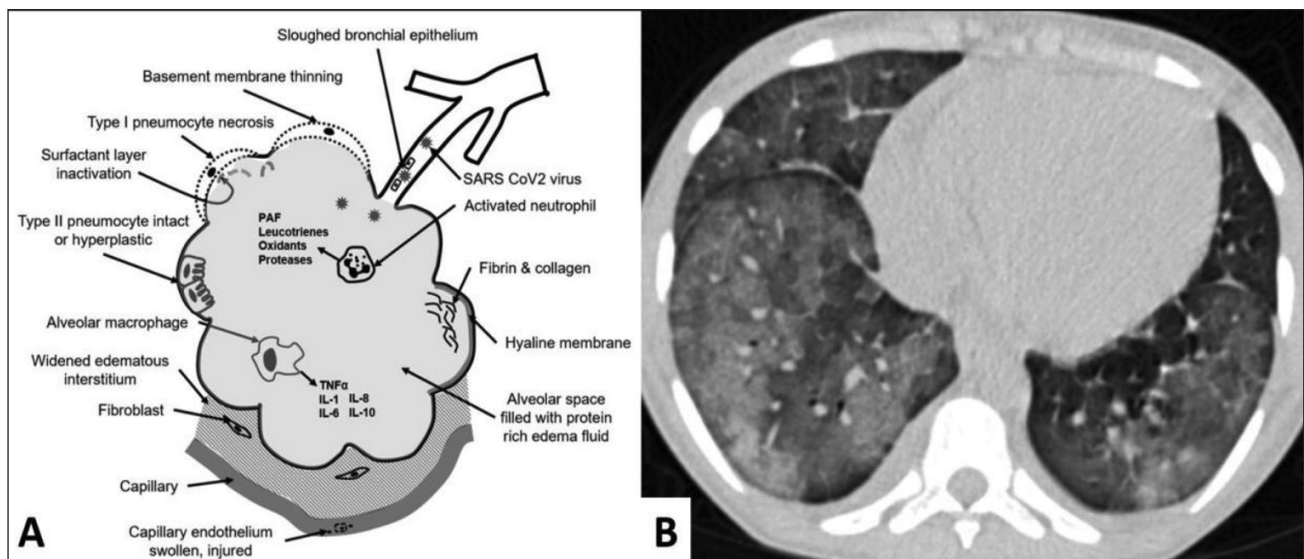 Sloughed bronchial epithelium
Basement membrane thinning
Type I pneumocyte necrosis
Surfactant layer
inactivation
Type II pneumocyte intact
or hyperplastic
SARS CoV2 virus
Activated neutrophil
PAF
Leucotrienes
Oxidants
Proteases
Fibrin & collagen
Alveolar macrophage
Hyaline membrane
Widened edematous
interstitium
TNFα
IL-1 IL-8
IL-6 IL-10
Fibroblast
Alveolar space
filled with protein
rich edema fluid
Capillary
Capillary endothelium
swollen, injured
A
B